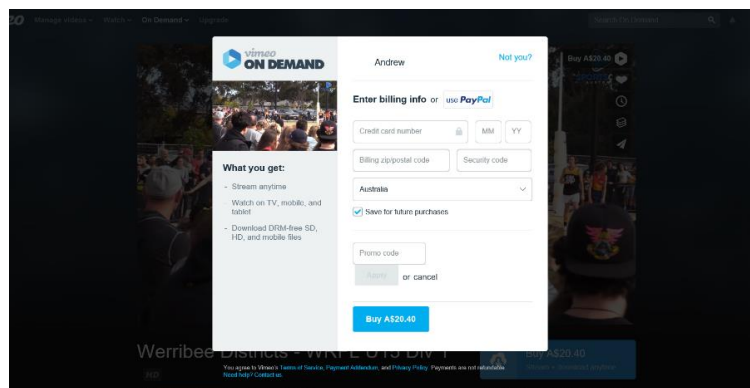 Manage videos
Watch
On Demand
Upgrade
Search On Demand
vimeo
ON DEMAND
What you get:
- Stream anytime
- Watch on TV, mobile, and
tablet
- Download DRM-free SD,
HD, and mobile files
Andrew
Not you?
Enter billing info or use PayPal
Credit card number
MM
YY
Billing zip/postal code
Security code
Australia
Save for future purchases
Promo code
Apply
or cancel
Buy A$20.40
Buy A$20.40
Werribee Districts - WRFL U15 DIV 1
Buy A$20.40
You agree to Vimeo's Terms of Service, Payment Addendum, and Privacy Policy. Payments are not refundable.
Need help? Contact us.